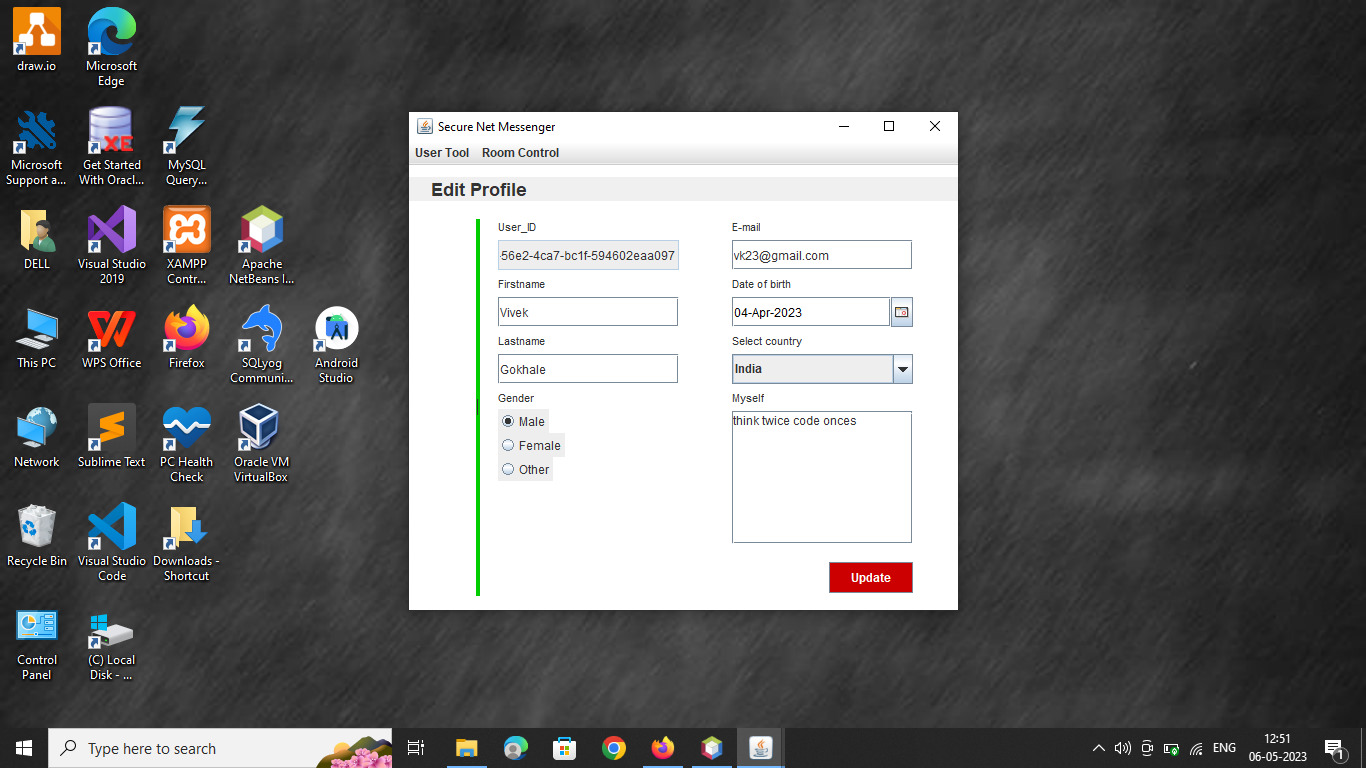 draw.io
Microsoft
Edge
Microsoft
Support a...
Get Started
With Oracl...
XE
MySQL
Query...
DELL
Visual Studio
2019
XAMPP
Contr...
Apache
NetBeans I...
This PC
WPS Office
Firefox
SQLyog
Communi...
Android
Studio
Network
Sublime Text
PC Health
Check
Oracle VM
VirtualBox
Recycle Bin
Visual Studio
Code
Downloads -
Shortcut
Control
Panel
(C) Local
Disk - ...
Secure Net Messenger
User Tool Room Control
Edit Profile
User_ID
-56e2-4ca7-bc1f-594602eaa097
Firstname
Vivek
Lastname
Gokhale
Gender
Male
Female
Other
E-mail
vk23@gmail.com
Date of birth
04-Apr-2023
Select country
India
Myself
think twice code onces
Update
Type here to search
ENG
12:51
06-05-2023
1